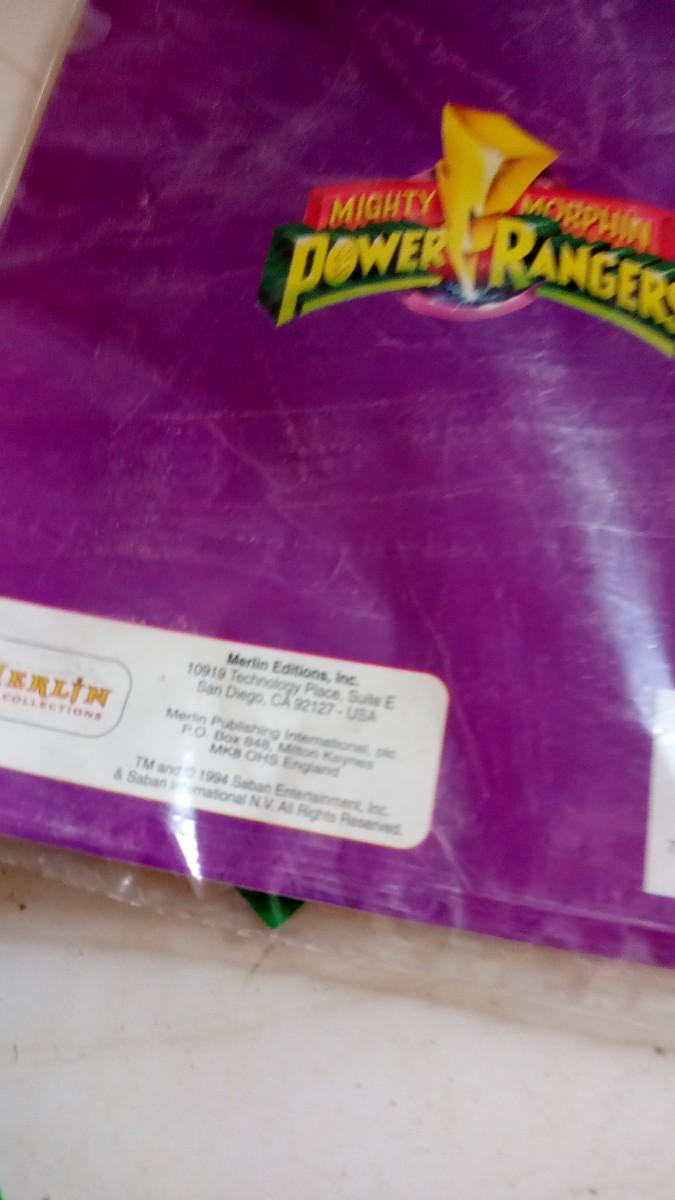 MIGHTY MORPHIN
POWER RANGERS
MERLIN
COLLECTIONS
Merlin Editions, Inc.
10919 Technology Place, Suite E
San Diego, CA 92127 - USA
Merlin Publishing International, plc
P.O. Box 848, Milton Keynes
MK8 OHS England
TM and © 1994 Saban Entertainment, Inc.
& Saban International N.V. All Rights Reserved.